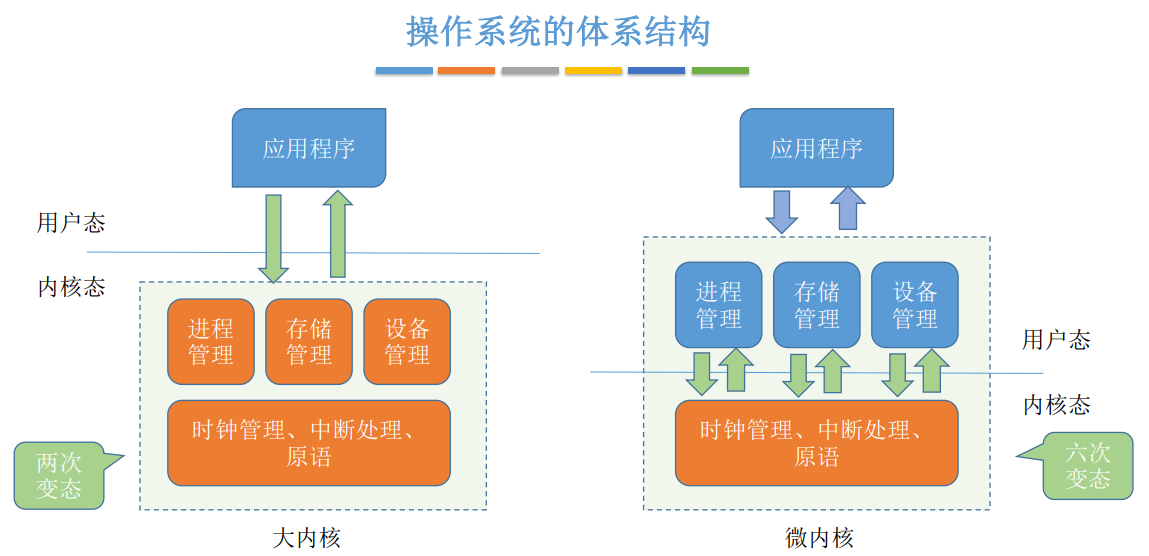 操作系统的体系结构
应用程序
用户态
内核态
进程
管理
存储
管理
设备
管理
时钟管理、中断处理、
原语
两次
变态
大内核
应用程序
进程
管理
存储
管理
设备
管理
用户态
内核态
时钟管理、中断处理、
原语
六次
变态
微内核